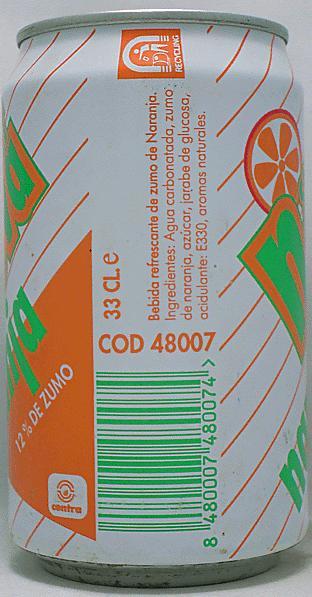 RECYCLING
Bebida refrescante de zumo de Naranja.
Ingredientes: Agua carbonatada, zumo
de naranja, azúcar, jarabe de glucosa,
acidulante: E330, aromas naturales.
33 CL. e
COD 48007
12% DE ZUMO
contra
8 480007 480074 >